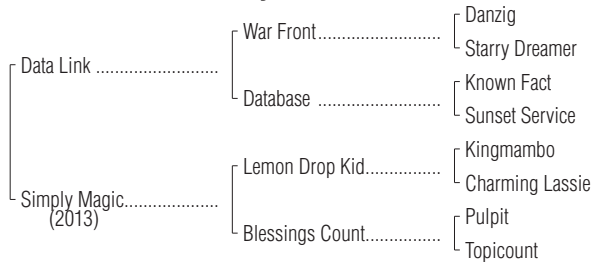 Danzig
War Front
Starry Dreamer
Data Link
Known Fact
Database
Sunset Service
Kingmambo
Lemon Drop Kid
Charming Lassie
Simply Magic
(2013)
Pulpit
Blessings Count
Topicount